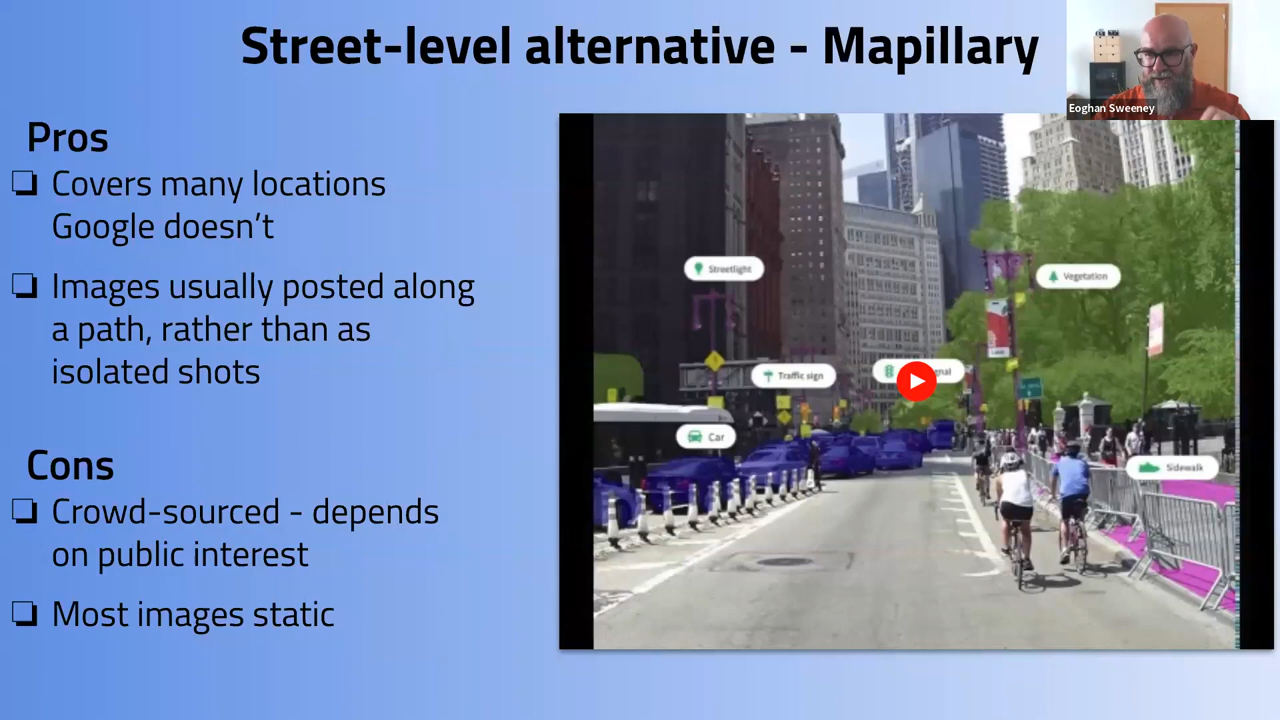 Street-level alternative - Mapillary
Eoghan Sweeney
Pros
❏ Covers many locations
Google doesn’t
❏ Images usually posted along
a path, rather than as
isolated shots
Cons
❏ Crowd-sourced - depends
on public interest
❏ Most images static
Streetlight
Vegetation
Traffic sign
Car
Sidewalk